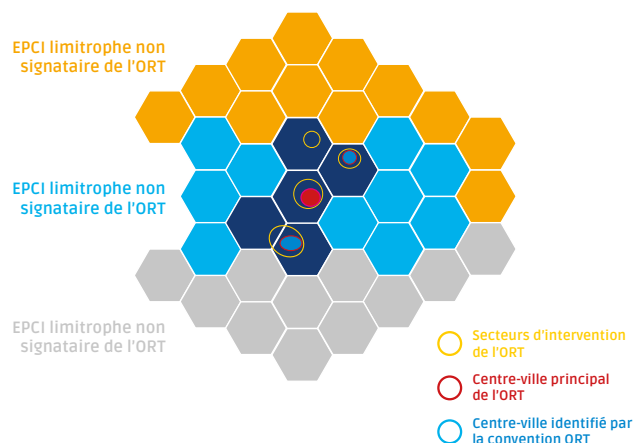 EPCI limitrophe non
signataire de l'ORT
EPCI limitrophe non
signataire de l'ORT
EPCI limitrophe non
signataire de l'ORT
Secteurs d'intervention
de l'ORT
Centre-ville principal
de l'ORT
Centre-ville identifié par
la convention ORT